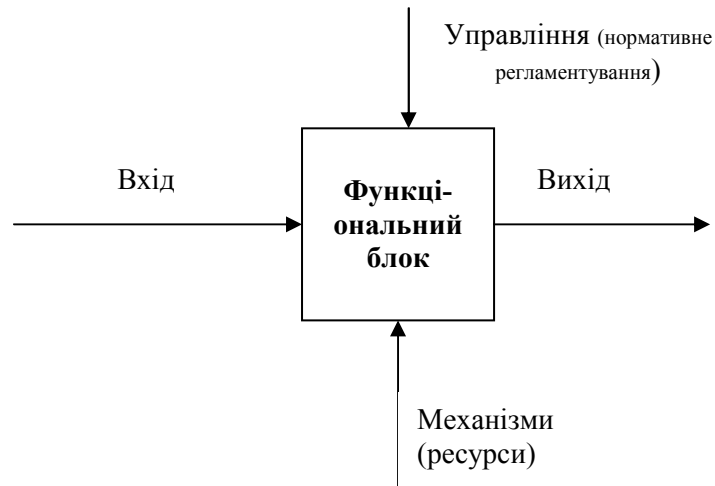 Управління (нормативне
регламентування)
Вхід
Функці-
ональний
блок
Вихід
Механізми
(ресурси)